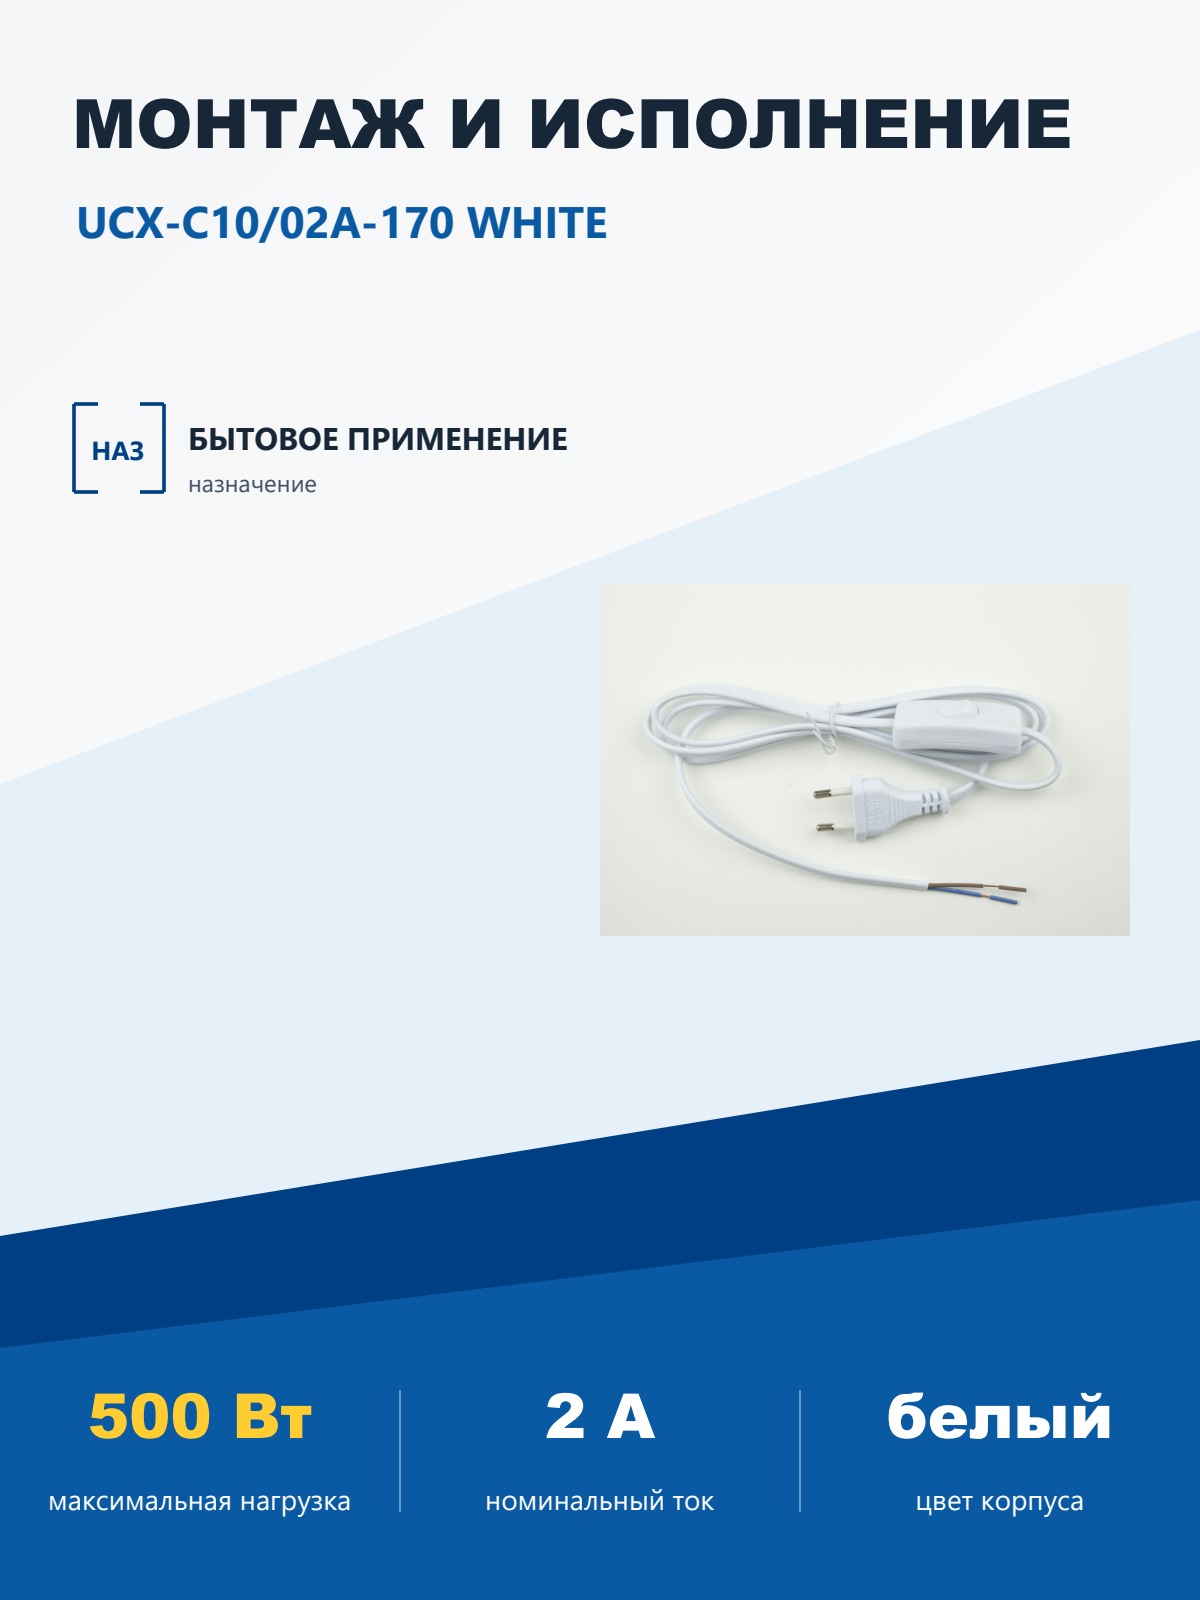 МОНТАЖ И ИСПОЛНЕНИЕ
UCX-C10/02A-170 WHITE
НАЗ
БЫТОВОЕ ПРИМЕНЕНИЕ
назначение
500 Вт
2 А
белый
максимальная нагрузка
номинальный ток
цвет корпуса